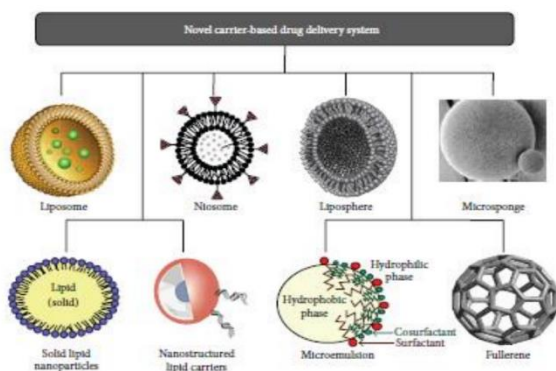 Novel carrier-based drug delivery system
Liposome
Niosome
Liposphere
Microsponge
Lipid
(solid)
Solid lipid
nanoparticles
Nanostructured
lipid carriers
Hydrophobic
phase
Hydrophilic
phase
Cosurfactant
Surfactant
Microemulsion
Fullerene